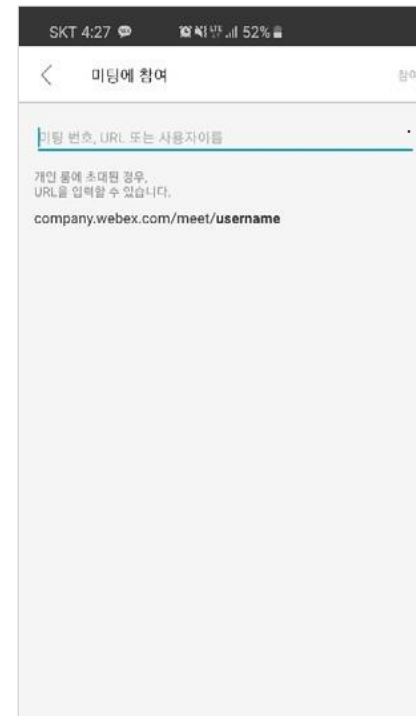 SKT 4:27 52%
미팅에 참여
미팅 번호, URL 또는 사용자이름
개인 룸에 초대된 경우,
URL을 입력할 수 있습니다.
company.webex.com/meet/username